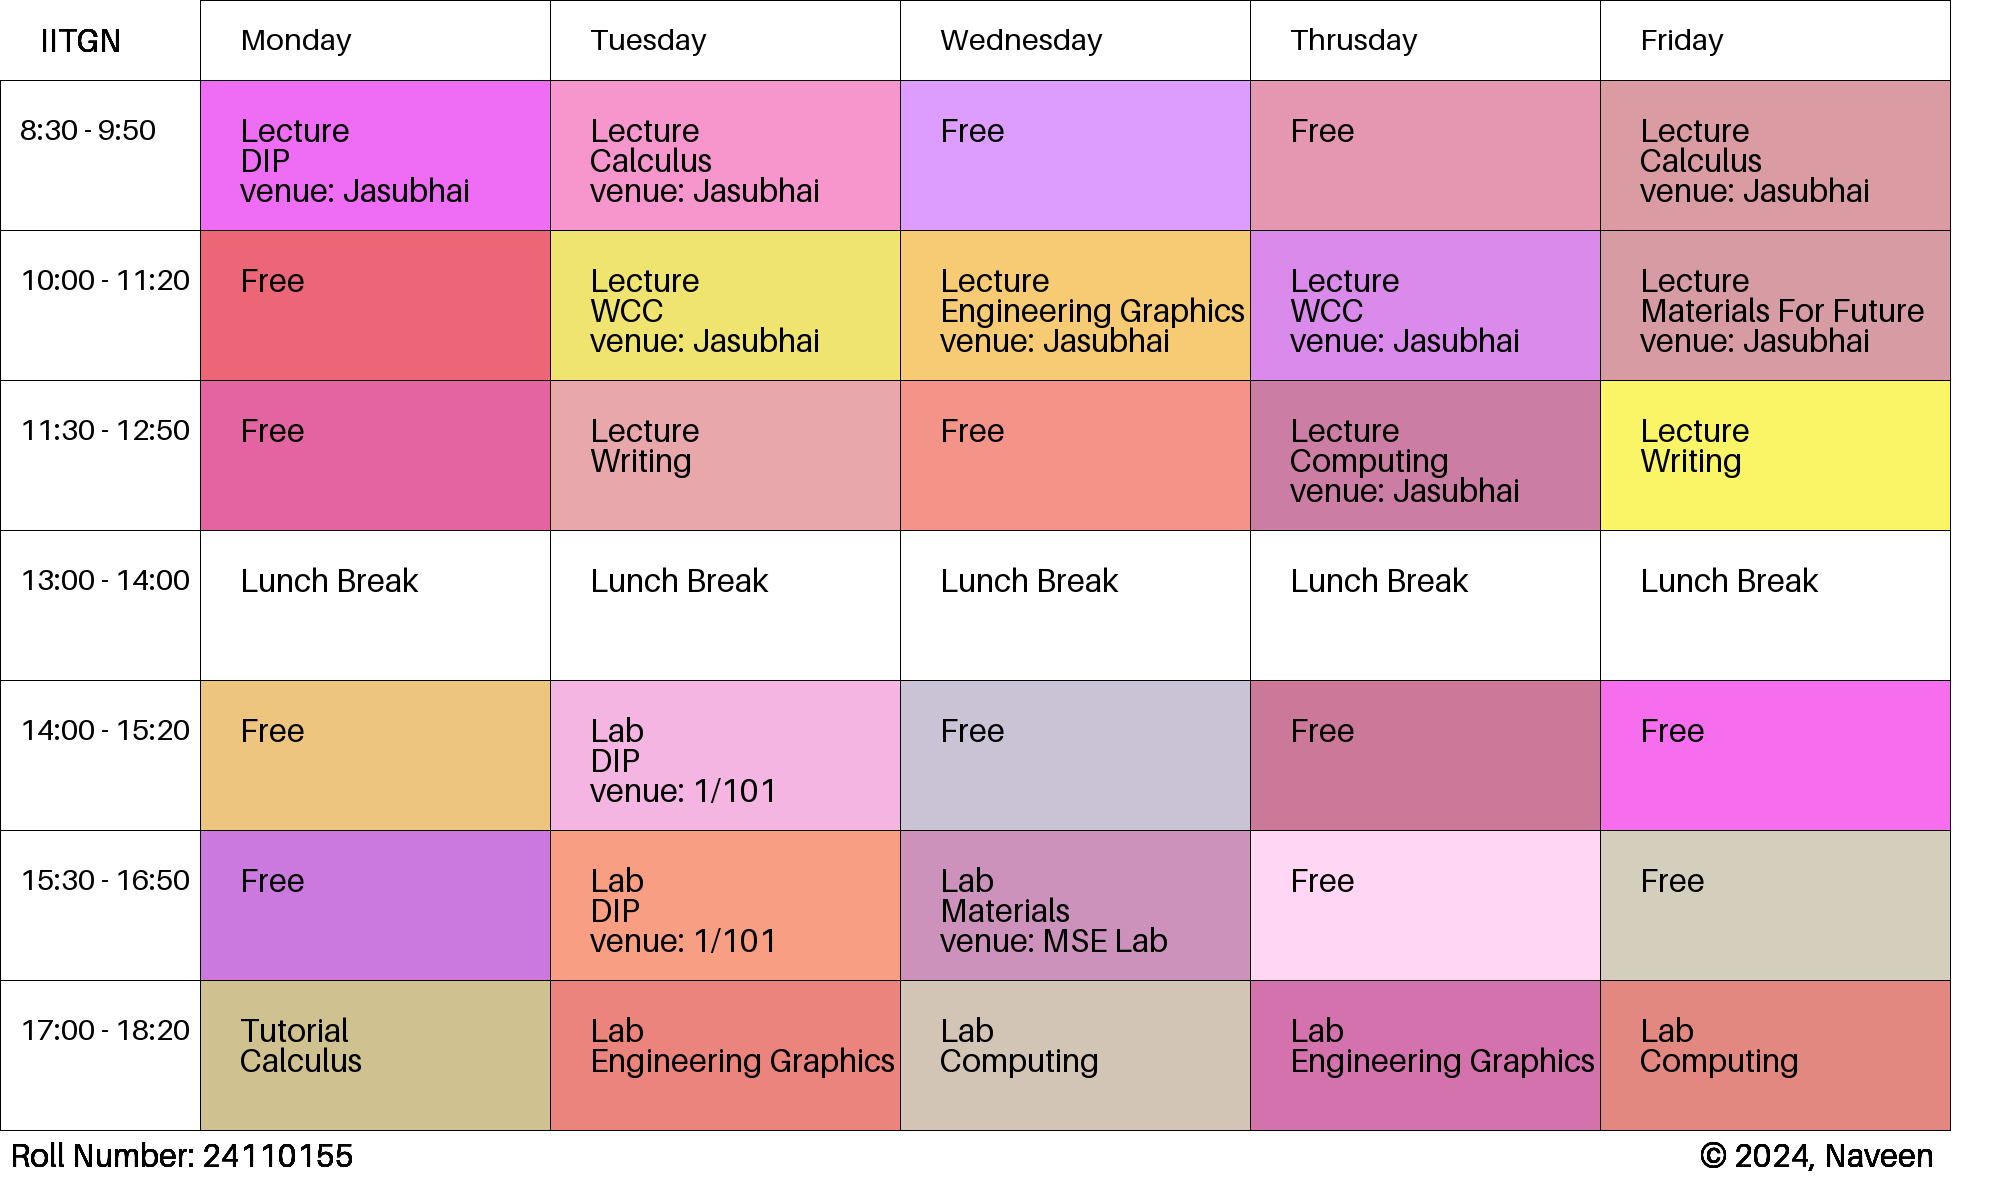 IITGN Monday Tuesday Wednesday Thrusday Friday
8:30 - 9:50
Lecture
DIP
venue: Jasubhai
Lecture
Calculus
venue: Jasubhai
Free
Free
Lecture
Calculus
venue: Jasubhai
10:00 - 11:20
Free
Lecture
WCC
venue: Jasubhai
Lecture
Engineering Graphics
venue: Jasubhai
Lecture
WCC
venue: Jasubhai
Lecture
Materials For Future
venue: Jasubhai
11:30 - 12:50
Free
Lecture
Writing
Free
Lecture
Computing
venue: Jasubhai
Lecture
Writing
13:00 - 14:00
Lunch Break
Lunch Break
Lunch Break
Lunch Break
Lunch Break
14:00 - 15:20
Free
Lab
DIP
venue: 1/101
Free
Free
Free
15:30 - 16:50
Free
Lab
DIP
venue: 1/101
Lab
Materials
venue: MSE Lab
Free
Free
17:00 - 18:20
Tutorial
Calculus
Lab
Engineering Graphics
Lab
Computing
Lab
Engineering Graphics
Lab
Computing
Roll Number: 24110155
© 2024, Naveen